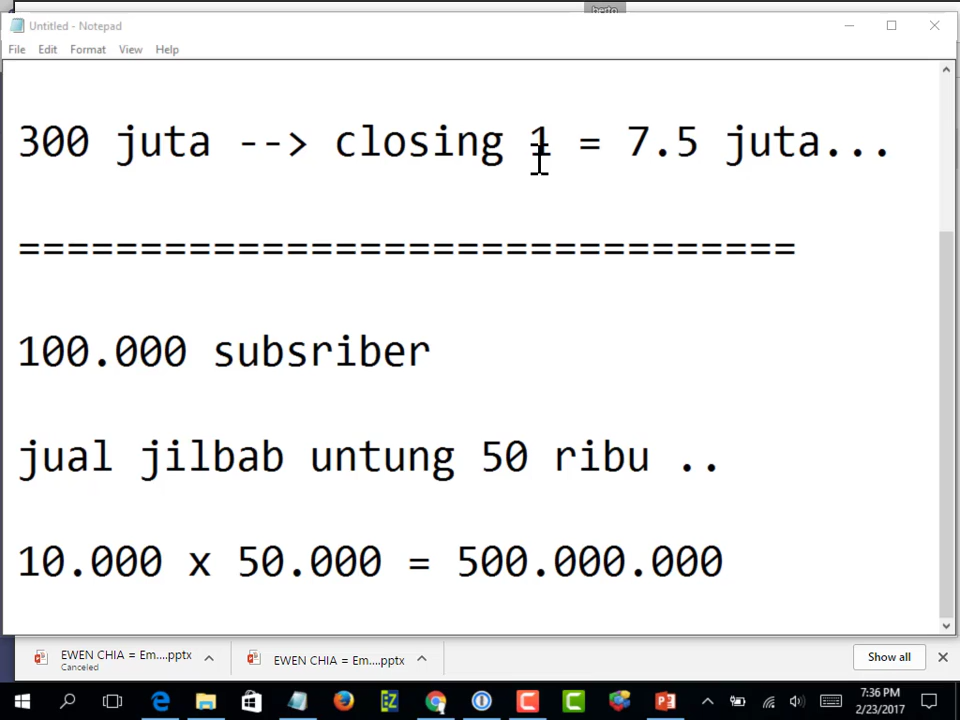 berto
Untitled - Notepad
File Edit Format View Help
300 juta --> closing 1 = 7.5 juta...
================================
100.000 subsriber
jual jilbab untung 50 ribu ..
10.000 x 50.000 = 500.000.000
EWEN CHIA = Em....pptx
Canceled
EWEN CHIA = Em....pptx
Show all
7:36 PM
2/23/2017